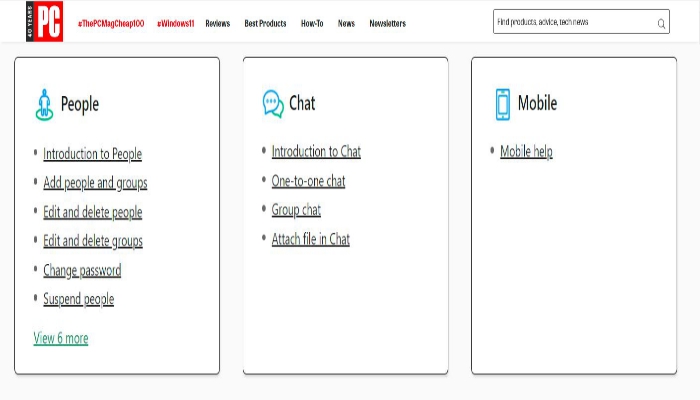 40 YEARS
PC
#ThePCMagCheap100 #Windows11 Reviews Best Products How-To News Newsletters
Find products, advice, tech news
People
Introduction to People
Add people and groups
Edit and delete people
Edit and delete groups
Change password
Suspend people
View 6 more
Chat
Introduction to Chat
One-to-one chat
Group chat
Attach file in Chat
Mobile
Mobile help